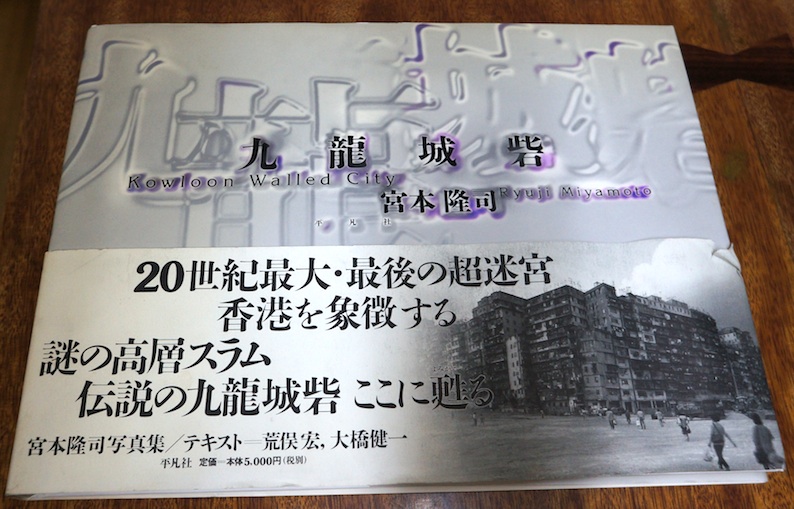 九龍城砦
Kowloon Walled City
宮本隆司 Ryuji Miyamoto
平凡社
20世紀最大・最後の超迷宮
香港を象徴する
謎の高層スラム
伝説の九龍城砦 ここに甦る
宮本隆司写真集／テキスト─荒俣宏，大橋健一
平凡社 定価─本体5,000円（税別）